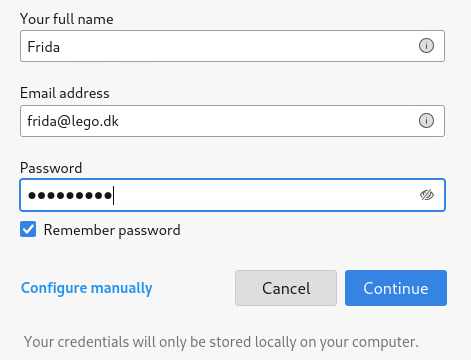 Your full name
Frida
Email address
frida@lego.dk
Password
●●●●●●●●●
Remember password
Configure manually
Cancel
Continue
Your credentials will only be stored locally on your computer.